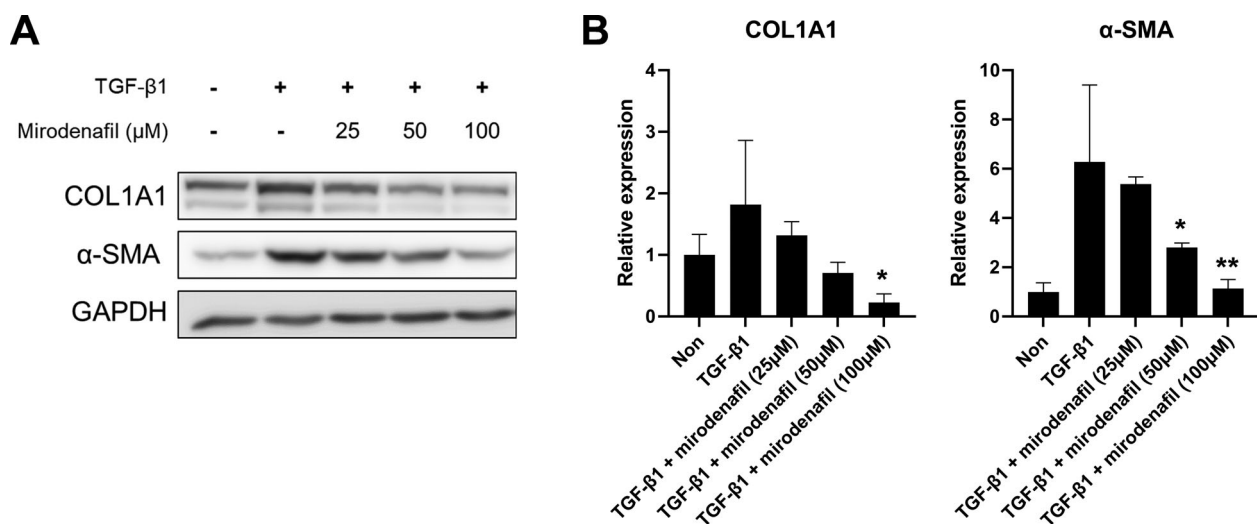 A
TGF-β1 - + + + +
Mirodenafil (µM) - - 25 50 100
COL1A1
α-SMA
GAPDH
B
COL1A1
Relative expression
4
3
2
1
0
*
Non
TGF-β1
TGF-β1 + mirodenafil (25µM)
TGF-β1 + mirodenafil (50µM)
TGF-β1 + mirodenafil (100µM)
α-SMA
Relative expression
10
8
6
4
2
0
*
**
Non
TGF-β1
TGF-β1 + mirodenafil (25µM)
TGF-β1 + mirodenafil (50µM)
TGF-β1 + mirodenafil (100µM)